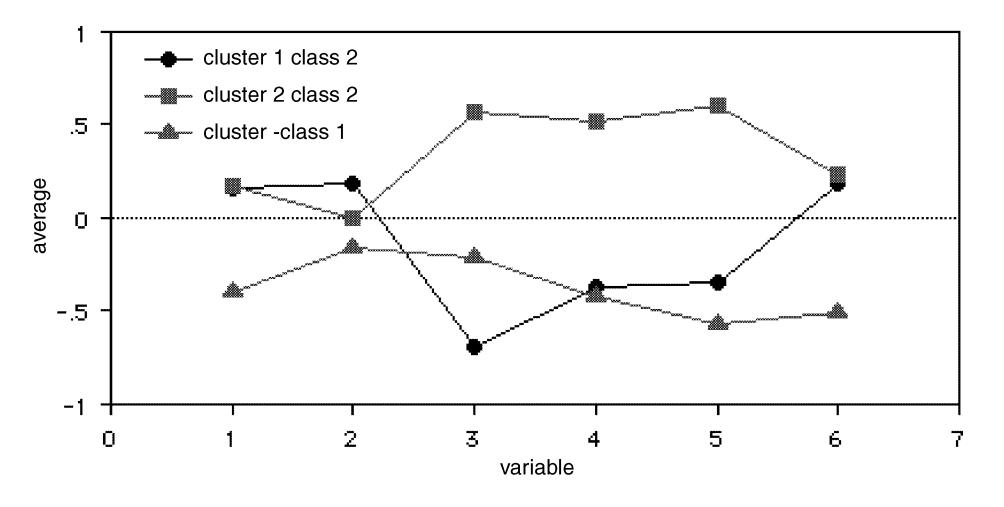 1
cluster 1 class 2
cluster 2 class 2
.5
cluster -class 1
average
0
-.5
-1
0 1 2 3 4 5 6 7
variable